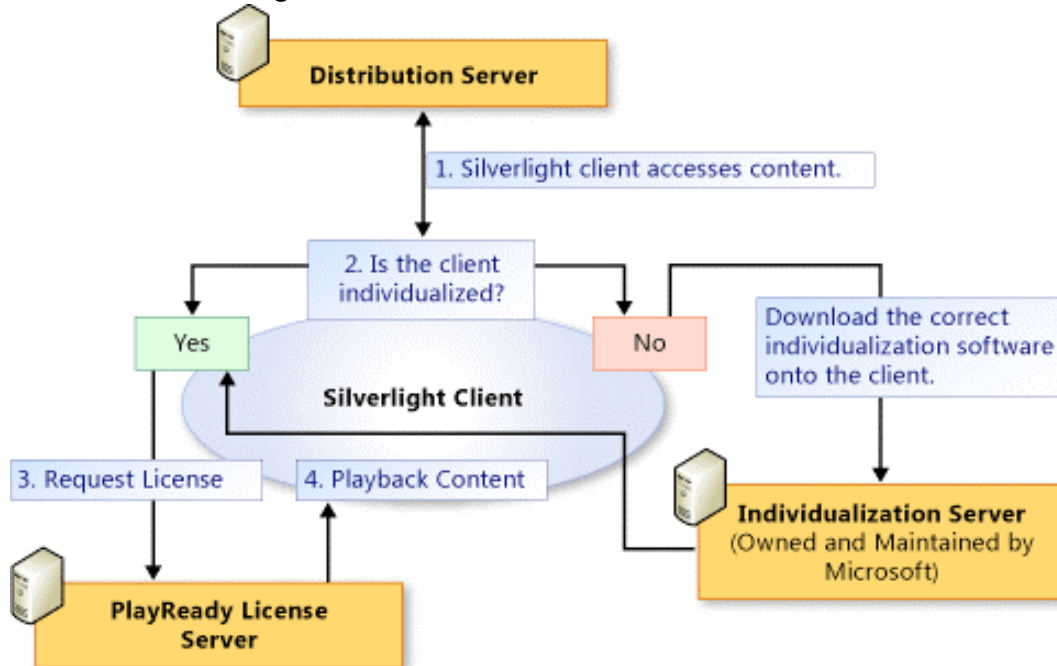 Distribution Server
1. Silverlight client accesses content.
2. Is the client
individualized?
Yes
No
Download the correct
individualization software
onto the client.
Silverlight Client
3. Request License
4. Playback Content
Individualization Server
(Owned and Maintained by
Microsoft)
PlayReady License
Server